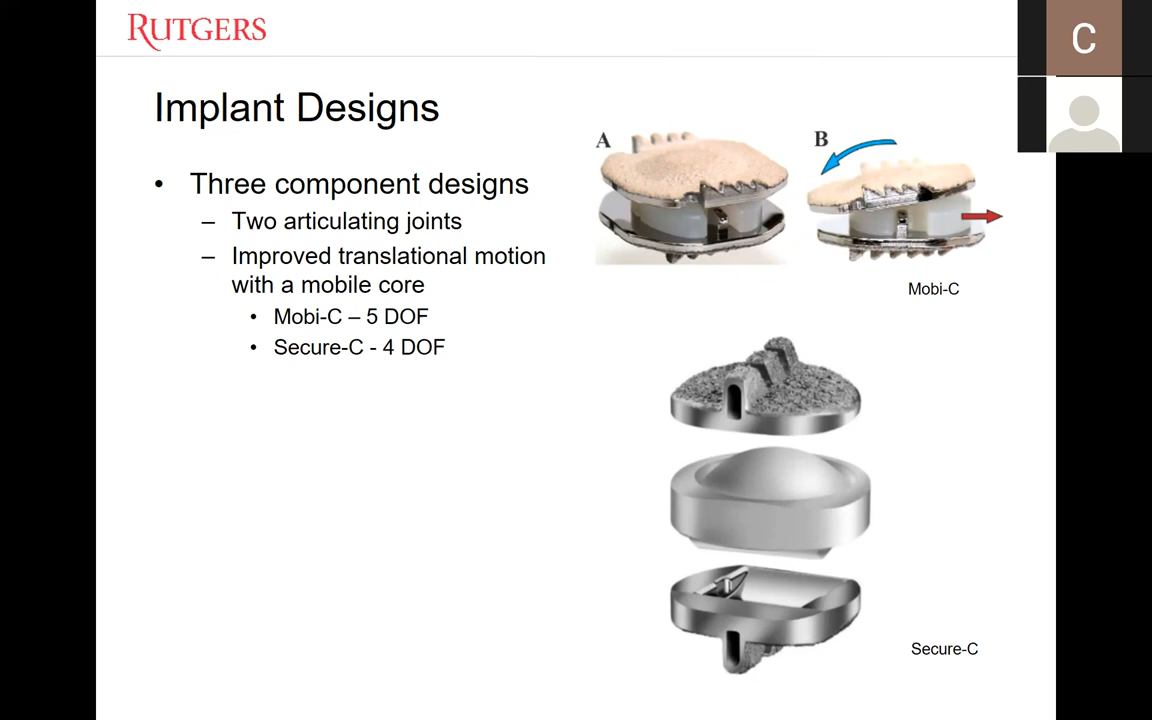 RUTGERS
C
Implant Designs
• Three component designs
– Two articulating joints
– Improved translational motion
with a mobile core
• Mobi-C – 5 DOF
• Secure-C - 4 DOF
A
B
Mobi-C
Secure-C